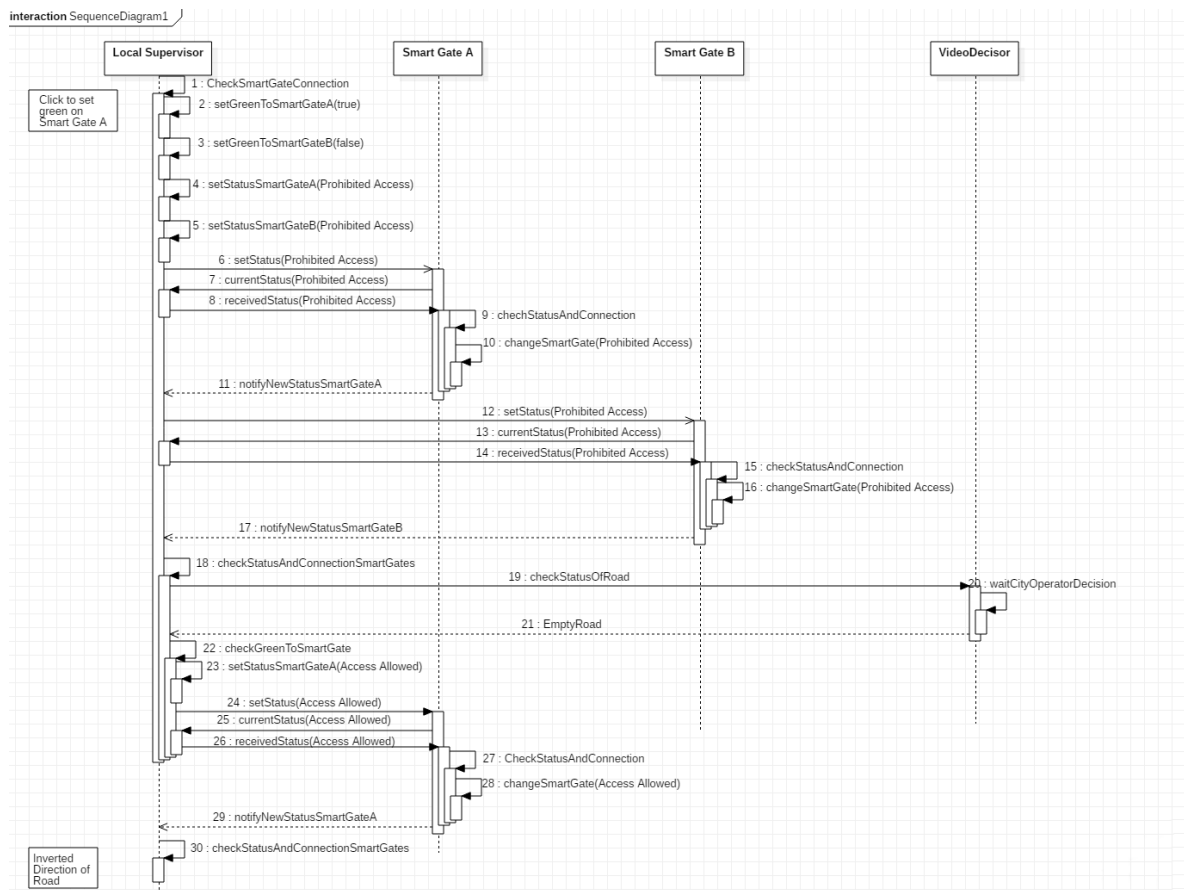 interaction SequenceDiagram1
Local Supervisor
Smart Gate A
Smart Gate B
VideoDecisor
Click to set
green on
Smart Gate A
1 : CheckSmartGateConnection
2 : setGreenToSmartGateA(true)
3 : setGreenToSmartGateB(false)
4 : setStatusSmartGateA(Prohibited Access)
5 : setStatusSmartGateB(Prohibited Access)
6 : setStatus(Prohibited Access)
7 : currentStatus(Prohibited Access)
8 : receivedStatus(Prohibited Access)
9 : chechStatusAndConnection
10 : changeSmartGate(Prohibited Access)
11 : notifyNewStatusSmartGateA
12 : setStatus(Prohibited Access)
13 : currentStatus(Prohibited Access)
14 : receivedStatus(Prohibited Access)
15 : checkStatusAndConnection
16 : changeSmartGate(Prohibited Access)
17 : notifyNewStatusSmartGateB
18 : checkStatusAndConnectionSmartGates
19 : checkStatusOfRoad
20 : waitCityOperatorDecision
21 : EmptyRoad
22 : checkGreenToSmartGate
23 : setStatusSmartGateA(Access Allowed)
24 : setStatus(Access Allowed)
25 : currentStatus(Access Allowed)
26 : receivedStatus(Access Allowed)
27 : CheckStatusAndConnection
28 : changeSmartGate(Access Allowed)
29 : notifyNewStatusSmartGateA
30 : checkStatusAndConnectionSmartGates
Inverted
Direction of
Road